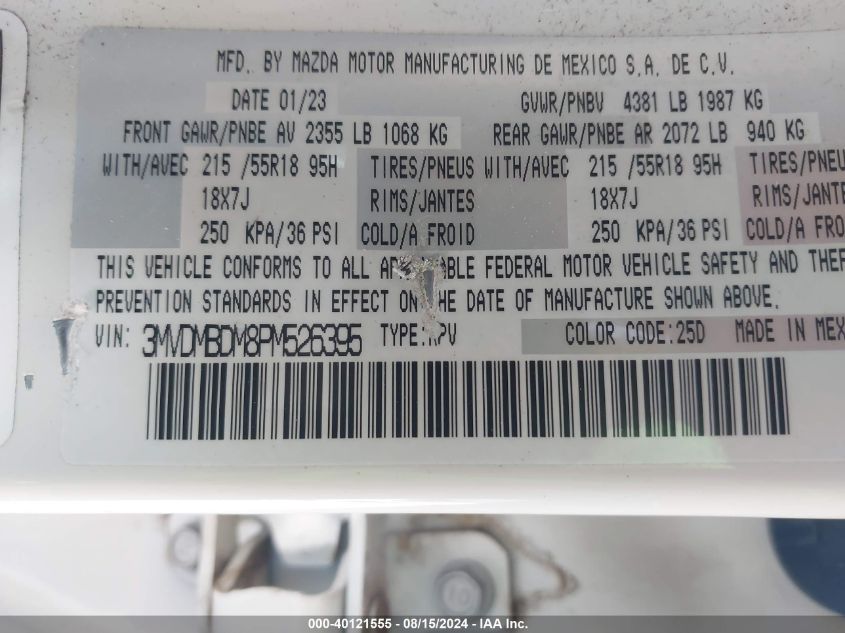 MFD. BY MAZDA MOTOR MANUFACTURING DE MEXICO S.A. DE C.V.
DATE 01/23 GVWR/PNBV 4381 LB 1987 KG
FRONT GAWR/PNBE AV 2355 LB 1068 KG REAR GAWR/PNBE AR 2072 LB 940 KG
WITH/AVEC 215 /55R18 95H TIRES/PNEUS WITH/AVEC 215 /55R18 95H TIRES/PNEU
18X7J RIMS/JANTES 18X7J RIMS/JANTES
250 KPA/36 PSI COLD/A FROID 250 KPA/36 PSI COLD/A FRO
THIS VEHICLE CONFORMS TO ALL FEDERAL MOTOR VEHICLE SAFETY AND THEF
PREVENTION STANDARDS IN EFFECT ON THE DATE OF MANUFACTURE SHOWN ABOVE.
VIN: 3MVDMBDM8PM526395 TYPE: COLOR CODE:25D MADE IN MEX
000-40121555 - 08/15/2024 - IAA Inc.